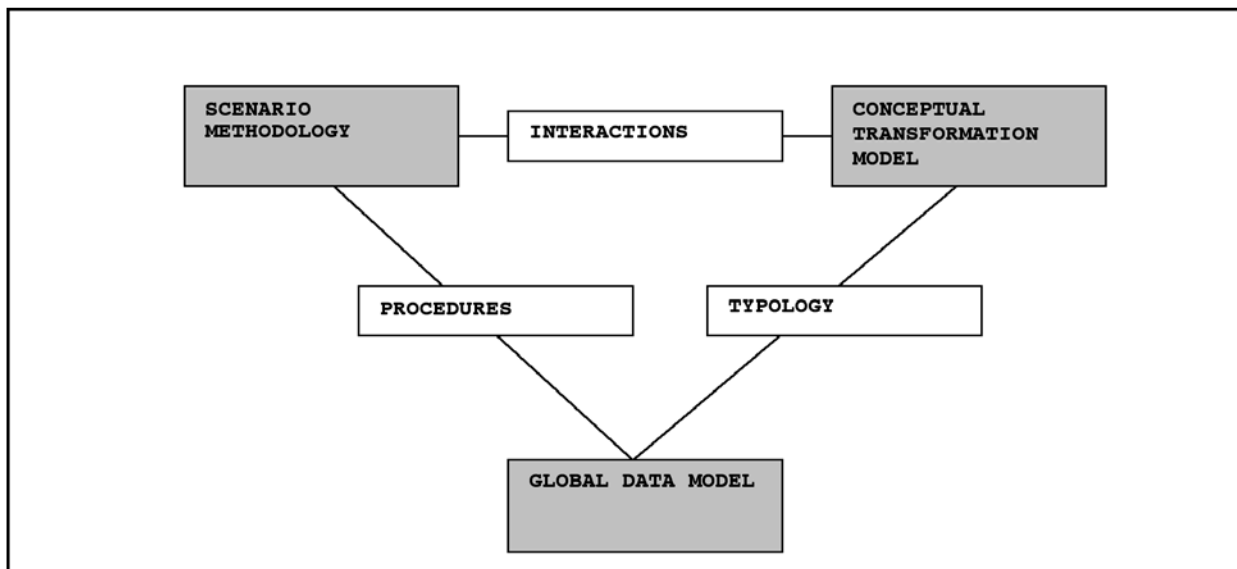 SCENARIO
METHODOLOGY
INTERACTIONS
CONCEPTUAL
TRANSFORMATION
MODEL
PROCEDURES
TYPOLOGY
GLOBAL DATA MODEL